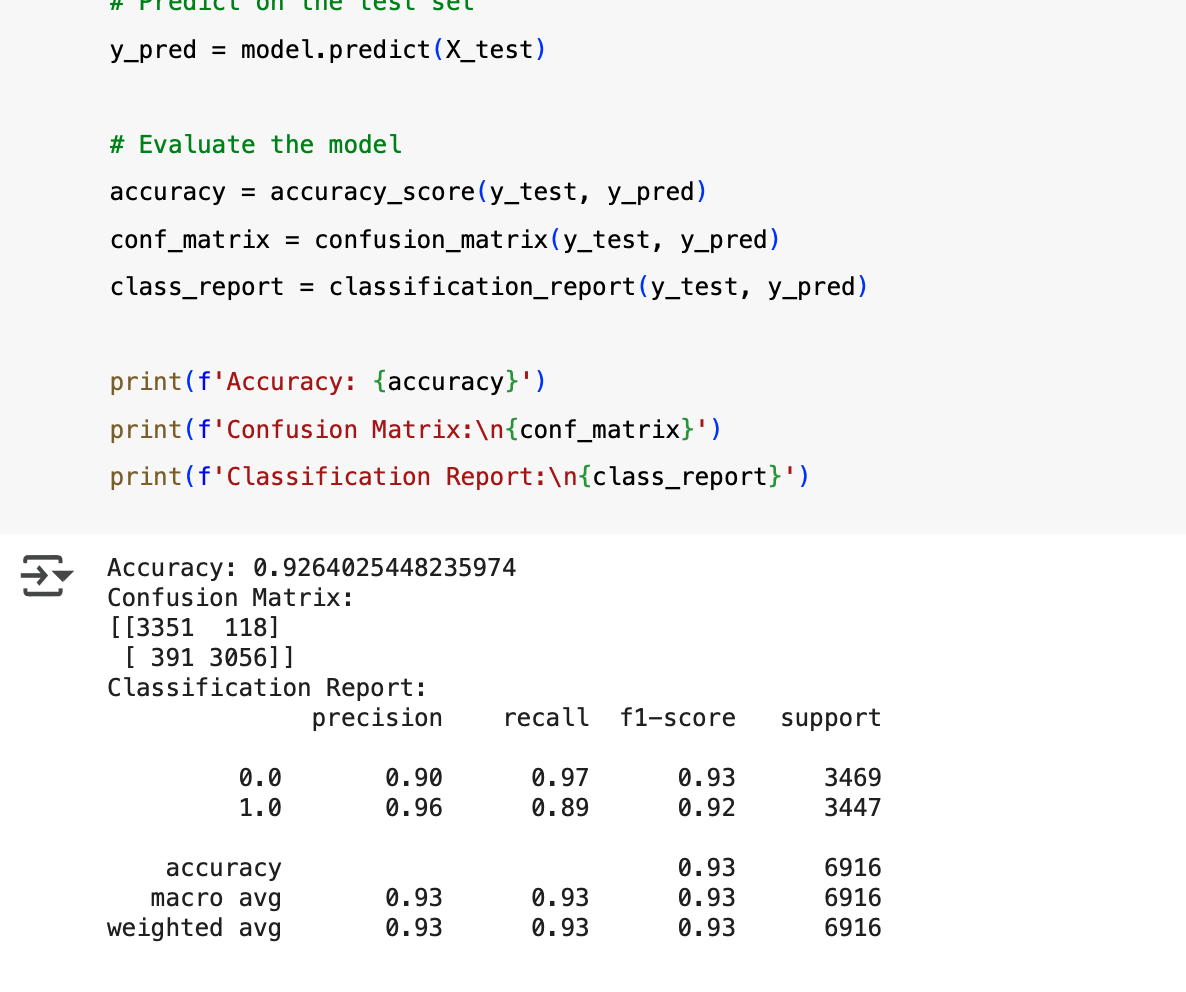 # Predict on the test set
y_pred = model.predict(X_test)
# Evaluate the model
accuracy = accuracy_score(y_test, y_pred)
conf_matrix = confusion_matrix(y_test, y_pred)
class_report = classification_report(y_test, y_pred)
print(f'Accuracy: {accuracy}')
print(f'Confusion Matrix:\n{conf_matrix}')
print(f'Classification Report:\n{class_report}')
Accuracy: 0.9264025448235974
Confusion Matrix:
[[3351  118]
 [ 391 3056]]
Classification Report:
              precision    recall  f1-score   support
         0.0       0.90      0.97      0.93      3469
         1.0       0.96      0.89      0.92      3447
    accuracy                           0.93      6916
   macro avg       0.93      0.93      0.93      6916
weighted avg       0.93      0.93      0.93      6916